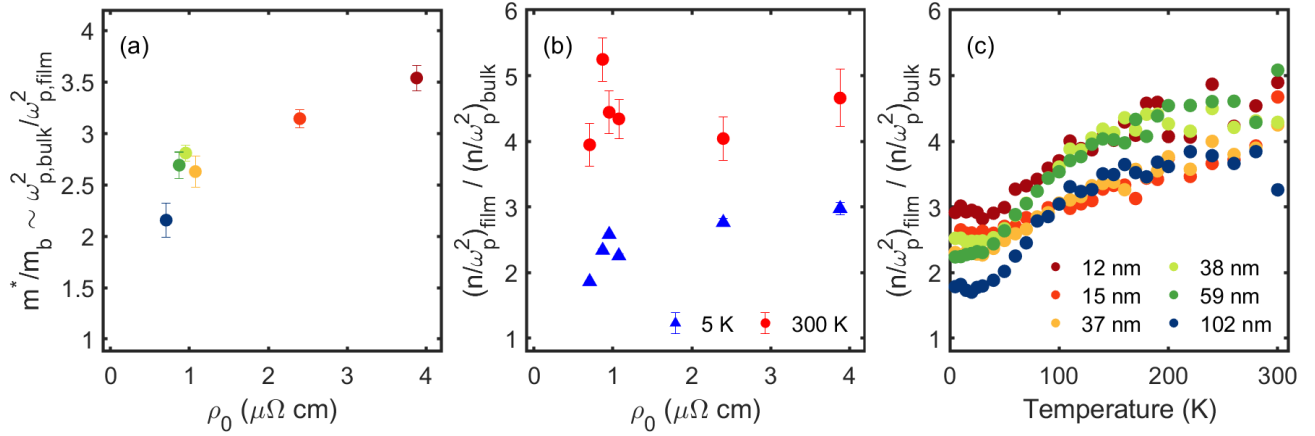 (a)
m*/m_b ~ ω²_p,bulk/ω²_p,film
4
3.5
3
2.5
2
1.5
1
0 1 2 3 4
ρ₀ (μΩ cm)
(b)
(n/ω²_p)_film / (n/ω²_p)_bulk
6
5
4
3
2
1
5 K 300 K
0 1 2 3 4
ρ₀ (μΩ cm)
(c)
(n/ω²_p)_film / (n/ω²_p)_bulk
6
5
4
3
2
1
12 nm 38 nm
15 nm 59 nm
37 nm 102 nm
0 100 200 300
Temperature (K)